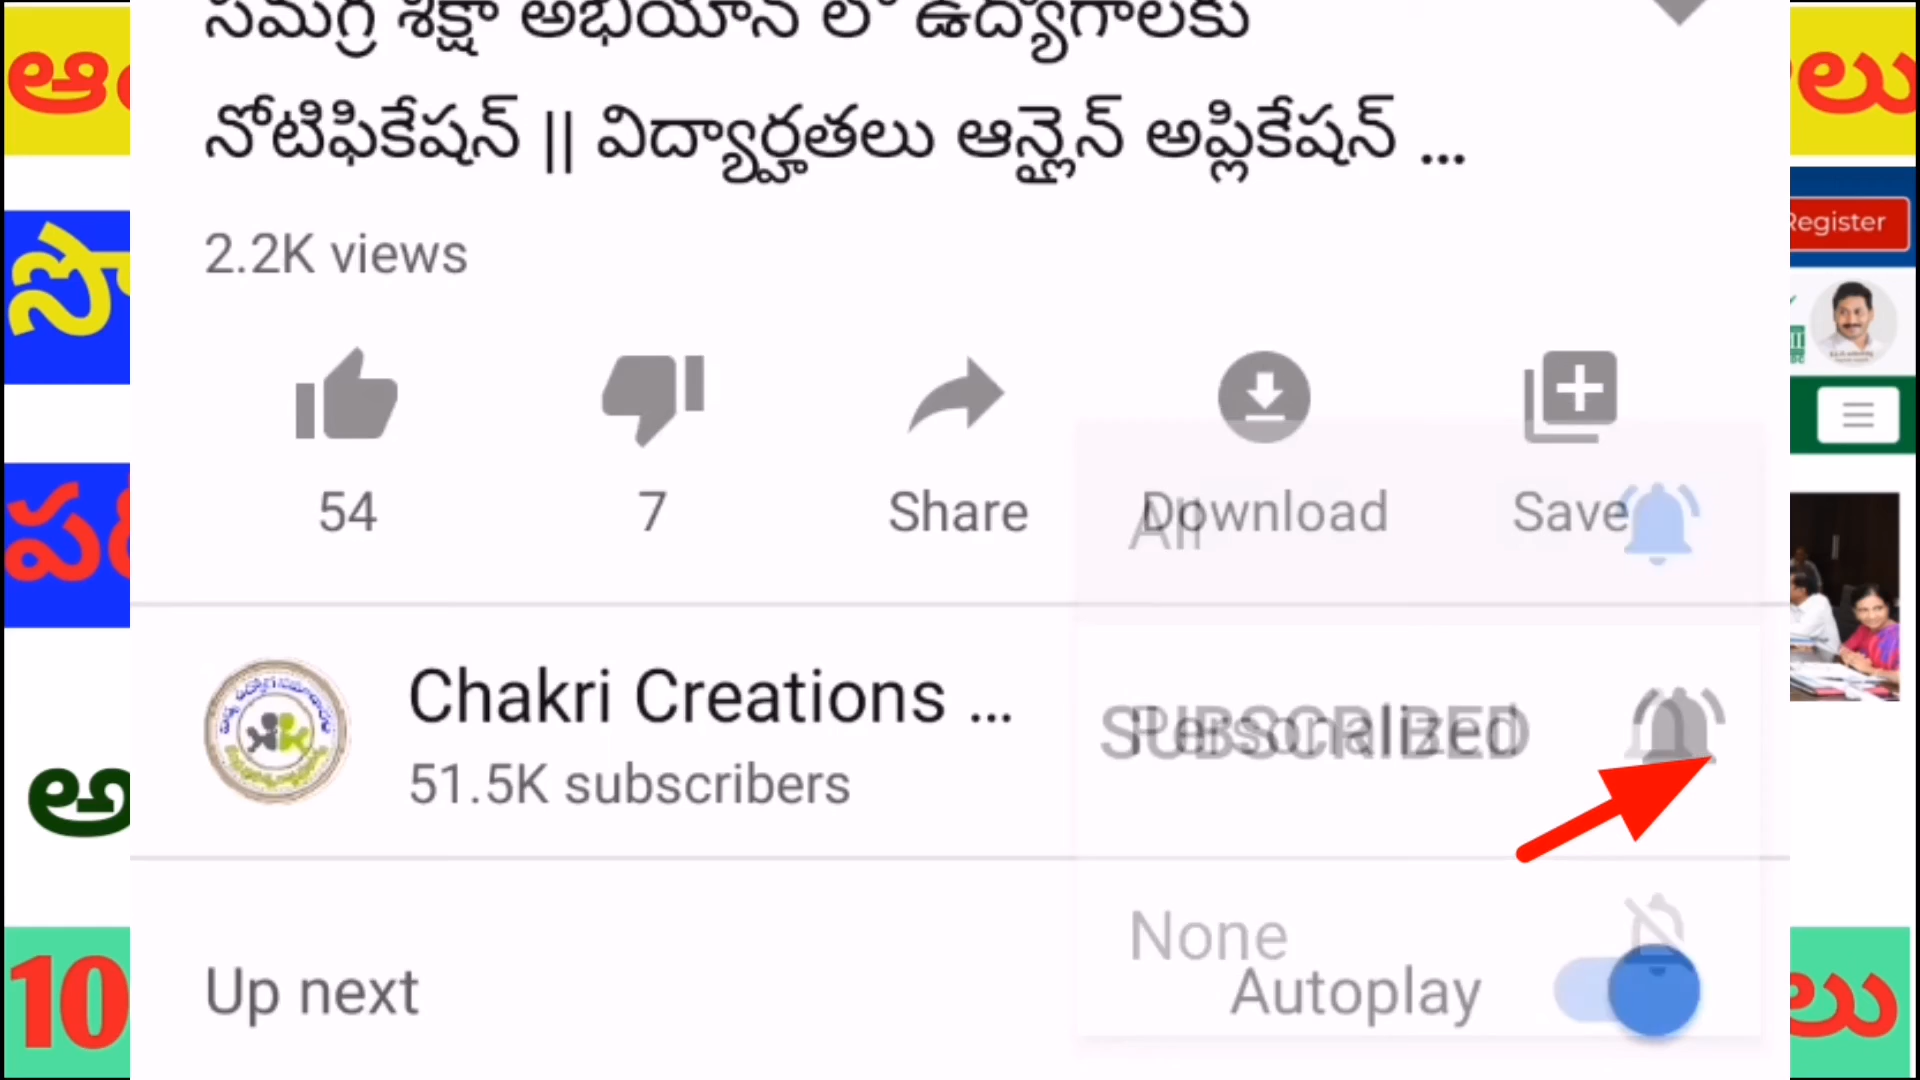 సమగ్ర శిక్షా అభియాన్ లో ఉద్యోగాలకు
నోటిఫికేషన్ || విద్యార్హతలు ఆన్లైన్ అప్లికేషన్ ...
2.2K views
Register
54
7
Share
Download
Save
All
Chakri Creations ...
SUBSCRIBED
Personalized
51.5K subscribers
None
Up next
Autoplay
10